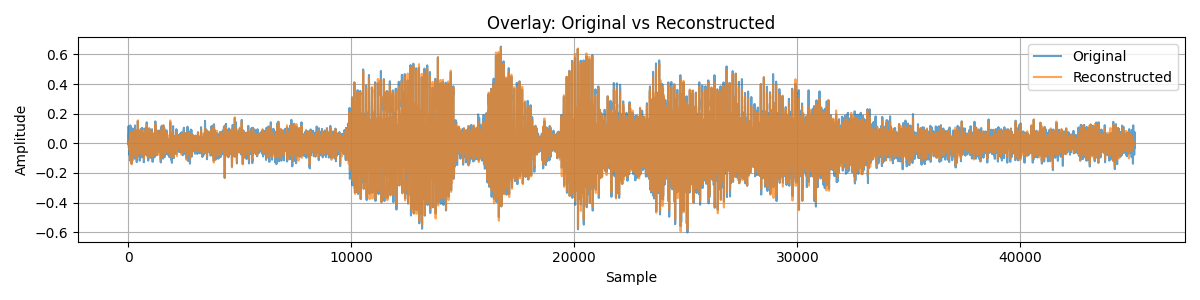 Overlay: Original vs Reconstructed
Original
Reconstructed
Amplitude
0.6
0.4
0.2
0.0
−0.2
−0.4
−0.6
0 10000 20000 30000 40000
Sample